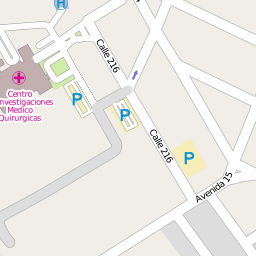 H
Calle 216
Centro
Investigaciones
Medico
Quirurgicas
P
P
Calle 216
P
Avenida 15